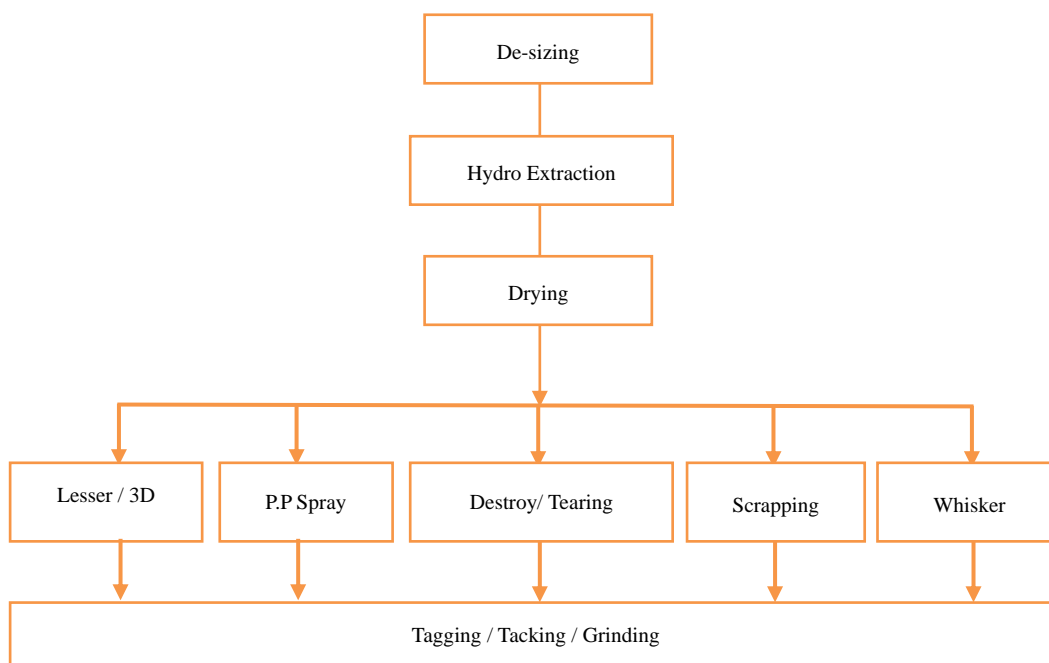 De-sizing
Hydro Extraction
Drying
Lesser / 3D
P.P Spray
Destroy/ Tearing
Scrapping
Whisker
Tagging / Tacking / Grinding